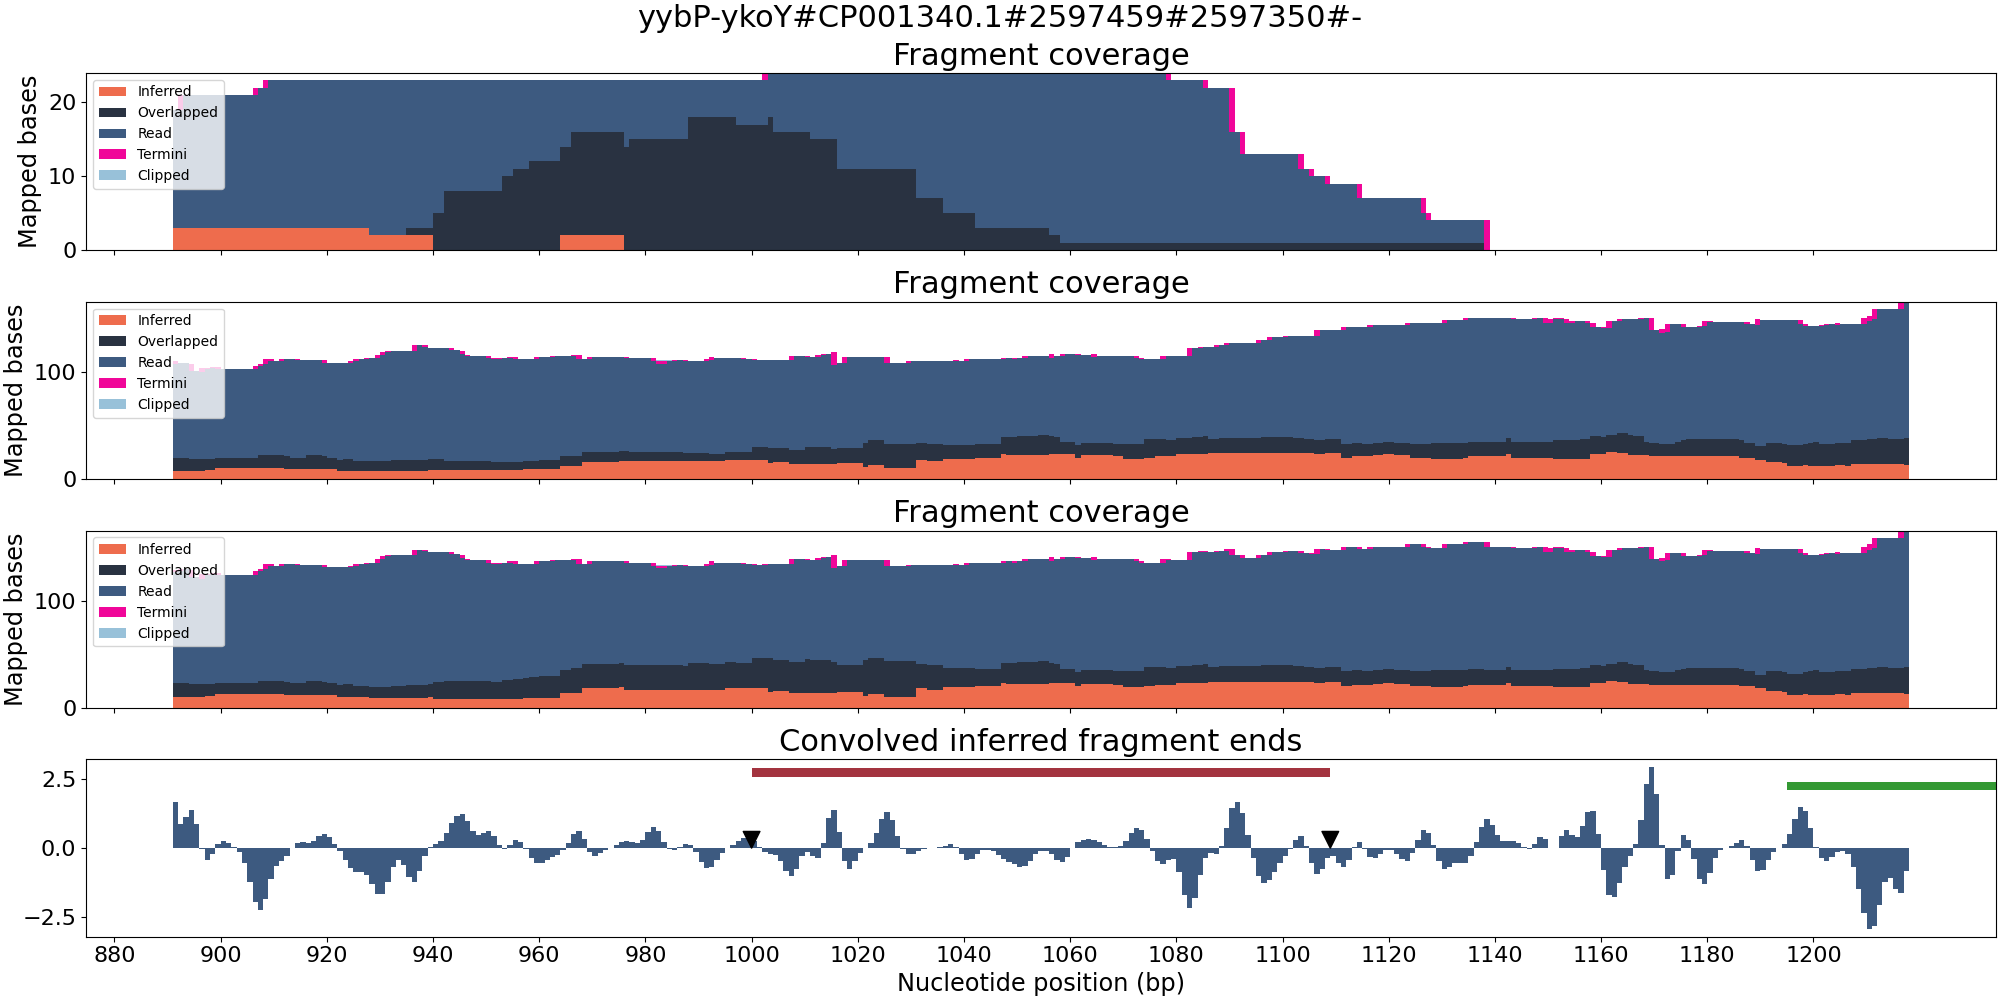 yybP-ykoY#CP001340.1#2597459#2597350#-
Fragment coverage
Mapped bases
20
10
0
Inferred
Overlapped
Read
Termini
Clipped
Fragment coverage
Mapped bases
100
0
Inferred
Overlapped
Read
Termini
Clipped
Fragment coverage
Mapped bases
100
0
Inferred
Overlapped
Read
Termini
Clipped
Convolved inferred fragment ends
2.5
0.0
−2.5
880 900 920 940 960 980 1000 1020 1040 1060 1080 1100 1120 1140 1160 1180 1200
Nucleotide position (bp)